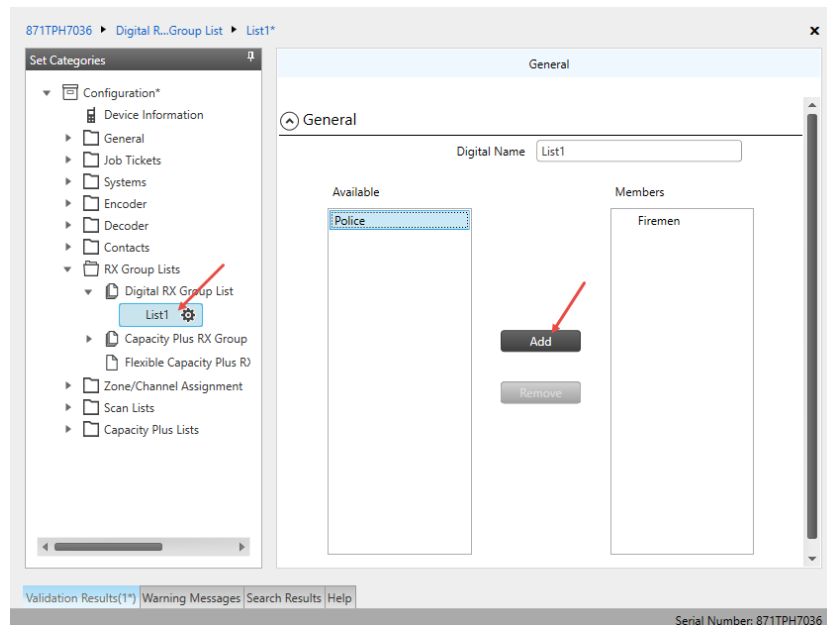 871TPH7036 Digital R...Group List List1*
Set Categories
Configuration*
Device Information
General
Job Tickets
Systems
Encoder
Decoder
Contacts
RX Group Lists
Digital RX Group List
List1
Capacity Plus RX Group
Flexible Capacity Plus R
Zone/Channel Assignment
Scan Lists
Capacity Plus Lists
General
General
Digital Name List1
Available Members
Police Firemen
Add
Remove
Validation Results(1*) Warning Messages Search Results Help
Serial Number: 871TPH7036